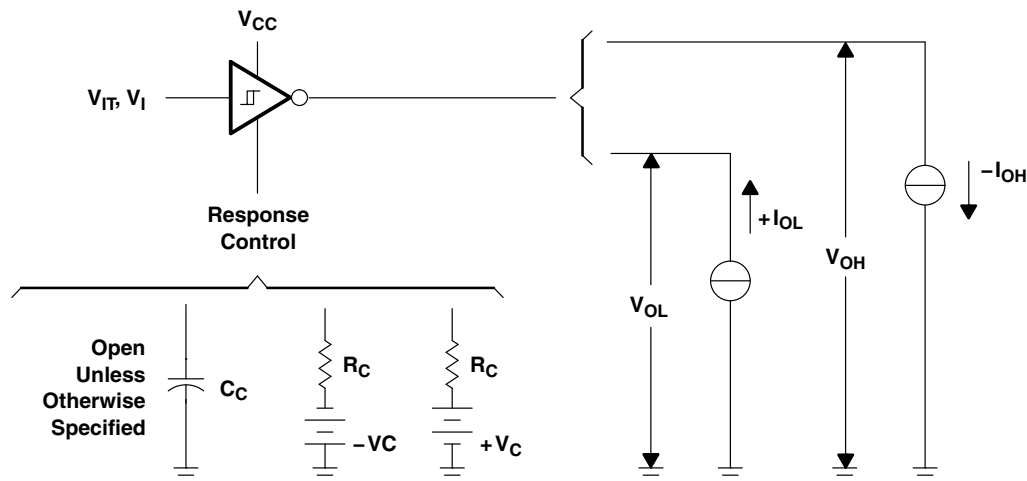 VCC
VIT, VI
Response
Control
−IOH
+IOL
VOH
VOL
Open
Unless
Otherwise
Specified
CC
RC
−VC
RC
+VC